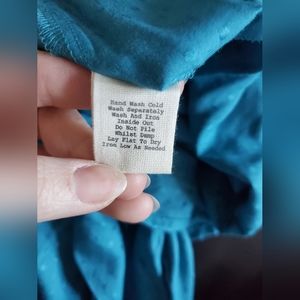 Hand Wash Cold
Wash Separately
Wash And Iron
Inside Out
Do Not Pile
Whilst Damp
Lay Flat To Dry
Iron Low As Needed